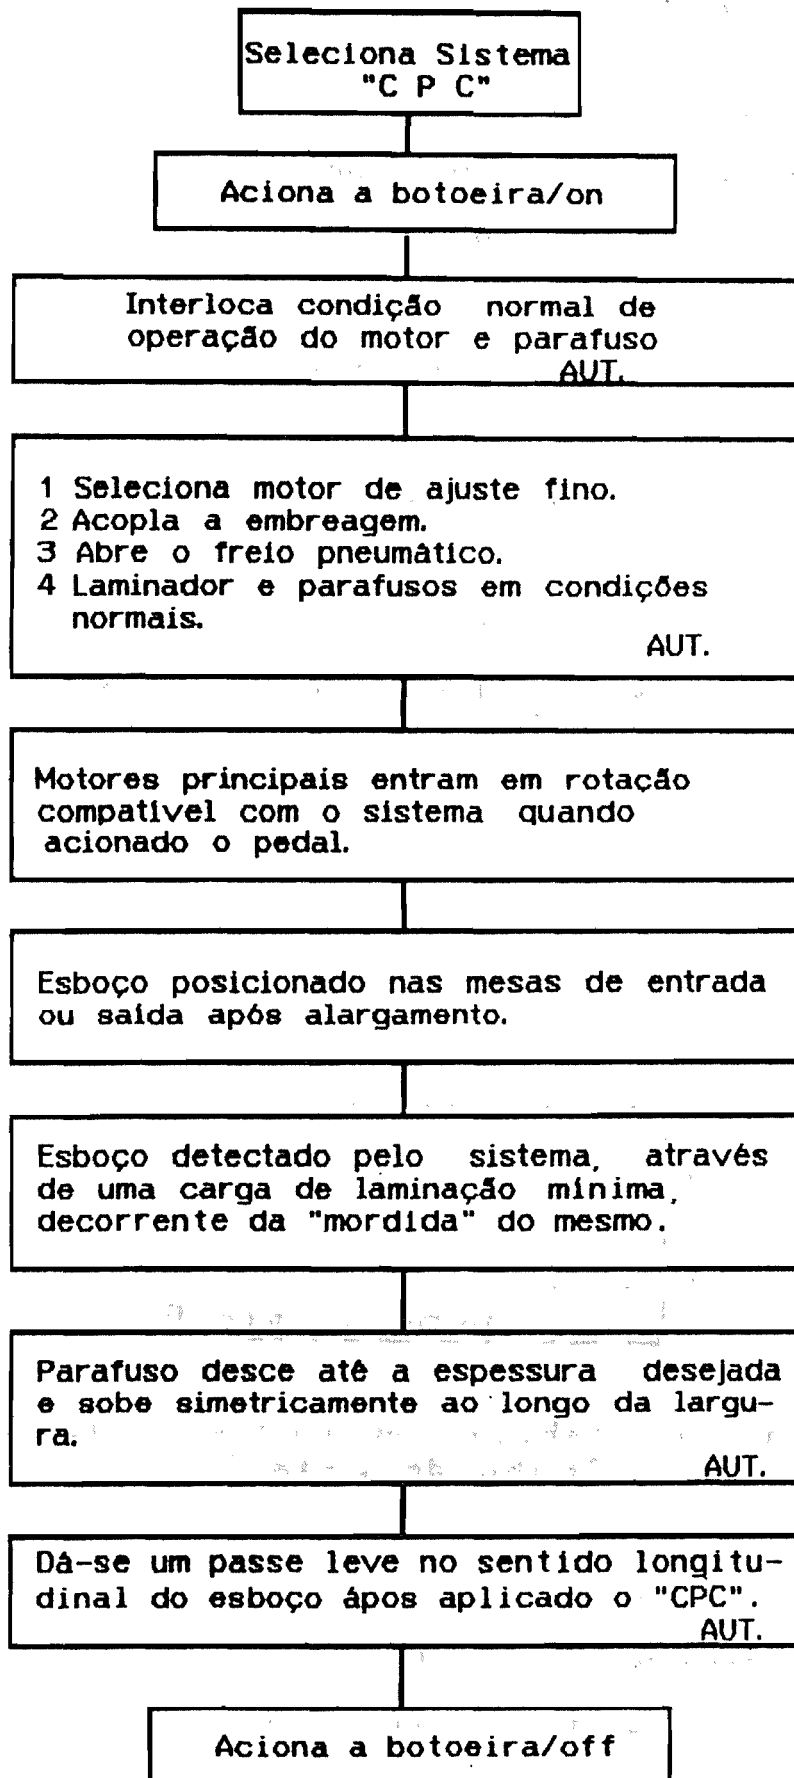 Seleciona Sistema
"C P C"
Aciona a botoeira/on
Interloca condição normal de
operação do motor e parafuso
AUT.
1 Seleciona motor de ajuste fino.
2 Acopla a embreagem.
3 Abre o freio pneumático.
4 Laminador e parafusos em condições
normais.
AUT.
Motores principais entram em rotação
compatível com o sistema quando
acionado o pedal.
Esboço posicionado nas mesas de entrada
ou saída após alargamento.
Esboço detectado pelo sistema, através
de uma carga de laminação mínima,
decorrente da "mordida" do mesmo.
Parafuso desce até a espessura desejada
e sobe simetricamente ao longo da largu-
ra.
AUT.
Dá-se um passe leve no sentido longitu-
dinal do esboço ápos aplicado o "CPC".
AUT.
Aciona a botoeira/off